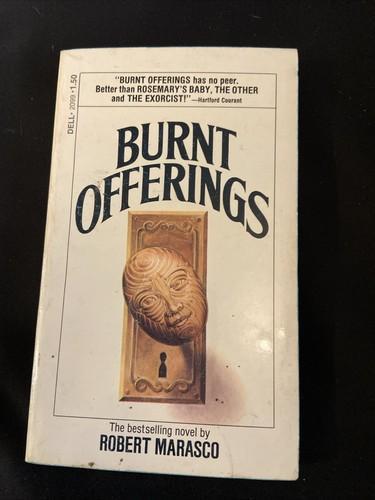 DELL • 2099 • $1.50
"BURNT OFFERINGS has no peer.
Better than ROSEMARY'S BABY, THE OTHER
and THE EXORCIST!"—Hartford Courant
BURNT
OFFERINGS
The bestselling novel by
ROBERT MARASCO